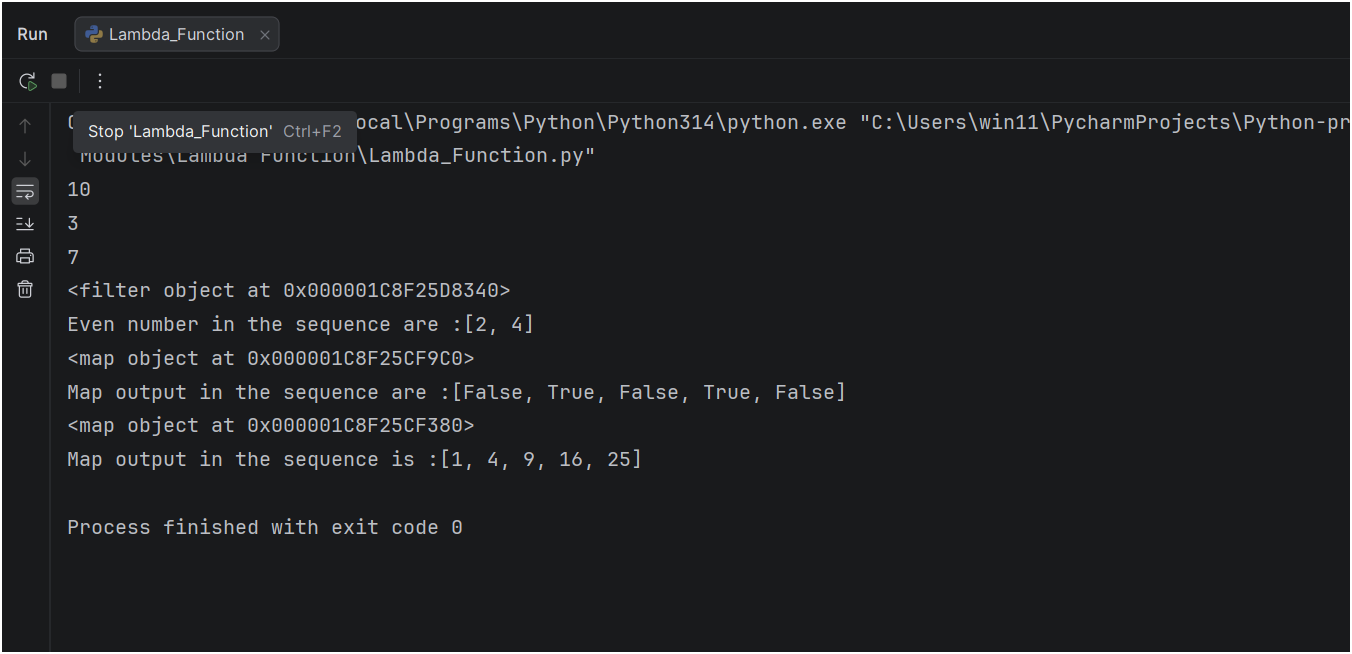 Run Lambda_Function
Stop 'Lambda_Function' Ctrl+F2
ocal\Programs\Python\Python314\python.exe "C:\Users\win11\PycharmProjects\Python-pr
Modules\Lambda Function\Lambda_Function.py"
10
3
7
<filter object at 0x000001C8F25D8340>
Even number in the sequence are :[2, 4]
<map object at 0x000001C8F25CF9C0>
Map output in the sequence are :[False, True, False, True, False]
<map object at 0x000001C8F25CF380>
Map output in the sequence is :[1, 4, 9, 16, 25]
Process finished with exit code 0